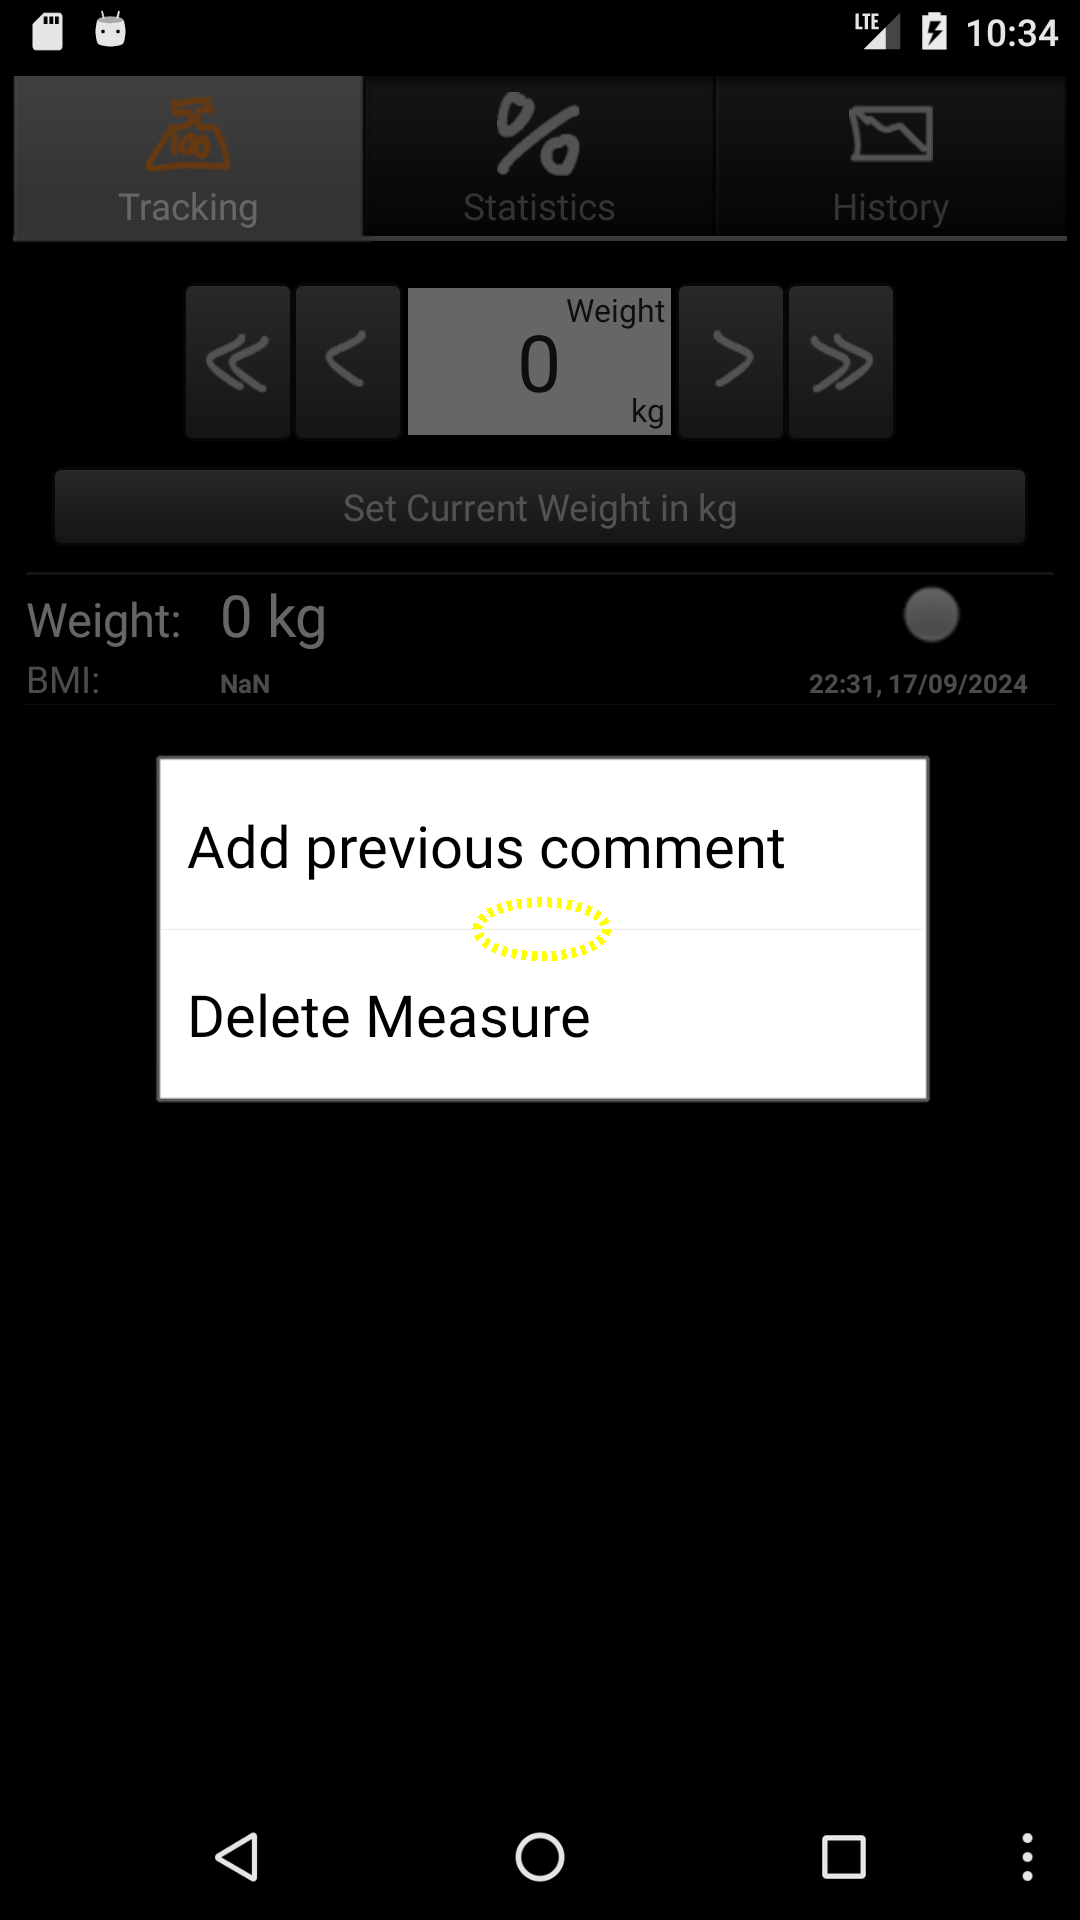 LTE 10:34
50
100
Tracking
%
Statistics
History
Weight
0
kg
Set Current Weight in kg
Weight: 0 kg
BMI: NaN 22:31, 17/09/2024
Add previous comment
Delete Measure